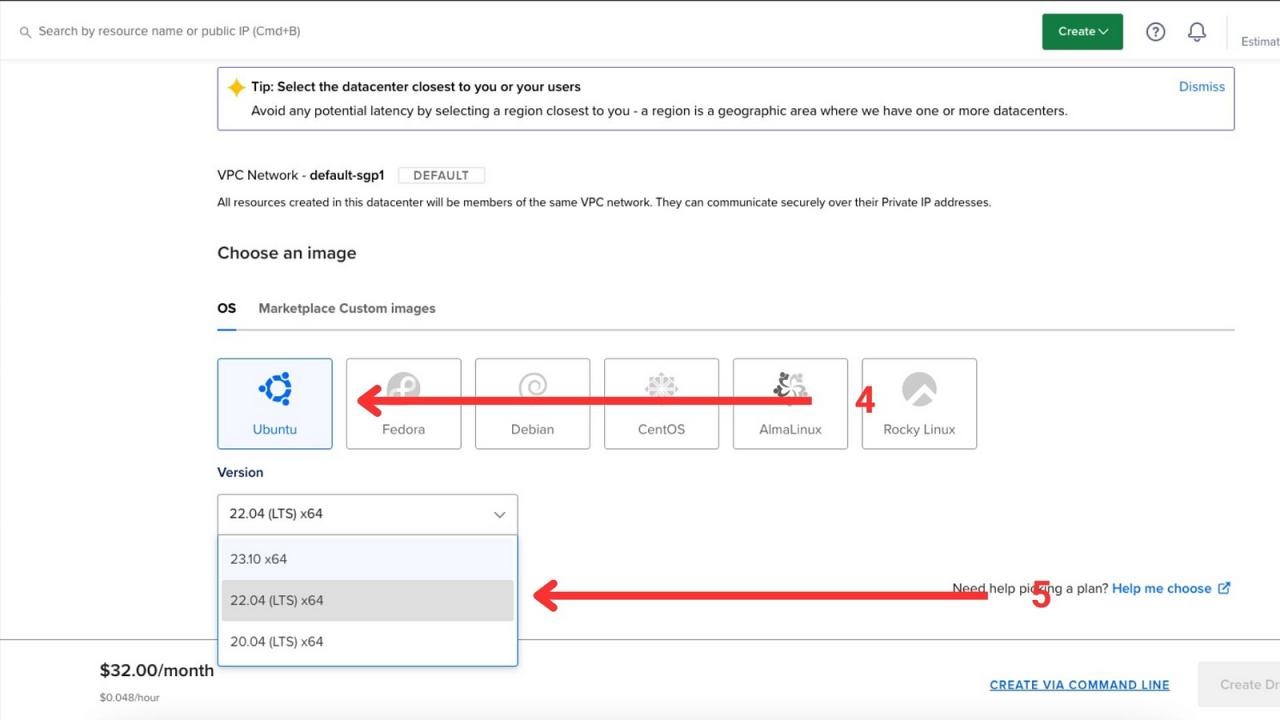 Search by resource name or public IP (Cmd+B)
Create
?
Estimat
Tip: Select the datacenter closest to you or your users
Dismiss
Avoid any potential latency by selecting a region closest to you - a region is a geographic area where we have one or more datacenters.
VPC Network - default-sgp1 DEFAULT
All resources created in this datacenter will be members of the same VPC network. They can communicate securely over their Private IP addresses.
Choose an image
OS Marketplace Custom images
4
Ubuntu Fedora Debian CentOS AlmaLinux Rocky Linux
Version
22.04 (LTS) x64
23.10 x64
22.04 (LTS) x64
20.04 (LTS) x64
Need help picking a plan? Help me choose
5
$32.00/month
$0.048/hour
CREATE VIA COMMAND LINE
Create Dr